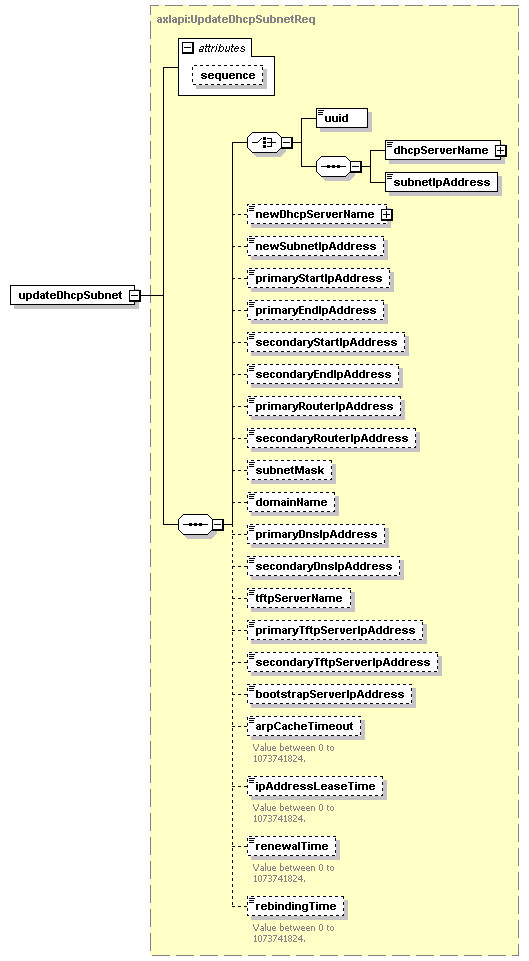 axlapi:UpdateDhcpSubnetReq
attributes
sequence
uuid
dhcpServerName
subnetIpAddress
newDhcpServerName
newSubnetIpAddress
primaryStartIpAddress
updateDhcpSubnet
primaryEndIpAddress
secondaryStartIpAddress
secondaryEndIpAddress
primaryRouterIpAddress
secondaryRouterIpAddress
subnetMask
domainName
primaryDnsIpAddress
secondaryDnsIpAddress
tftpServerName
primaryTftpServerIpAddress
secondaryTftpServerIpAddress
bootstrapServerIpAddress
arpCacheTimeout
Value between 0 to
1073741824.
ipAddressLeaseTime
Value between 0 to
1073741824.
renewalTime
Value between 0 to
1073741824.
rebindingTime
Value between 0 to
1073741824.